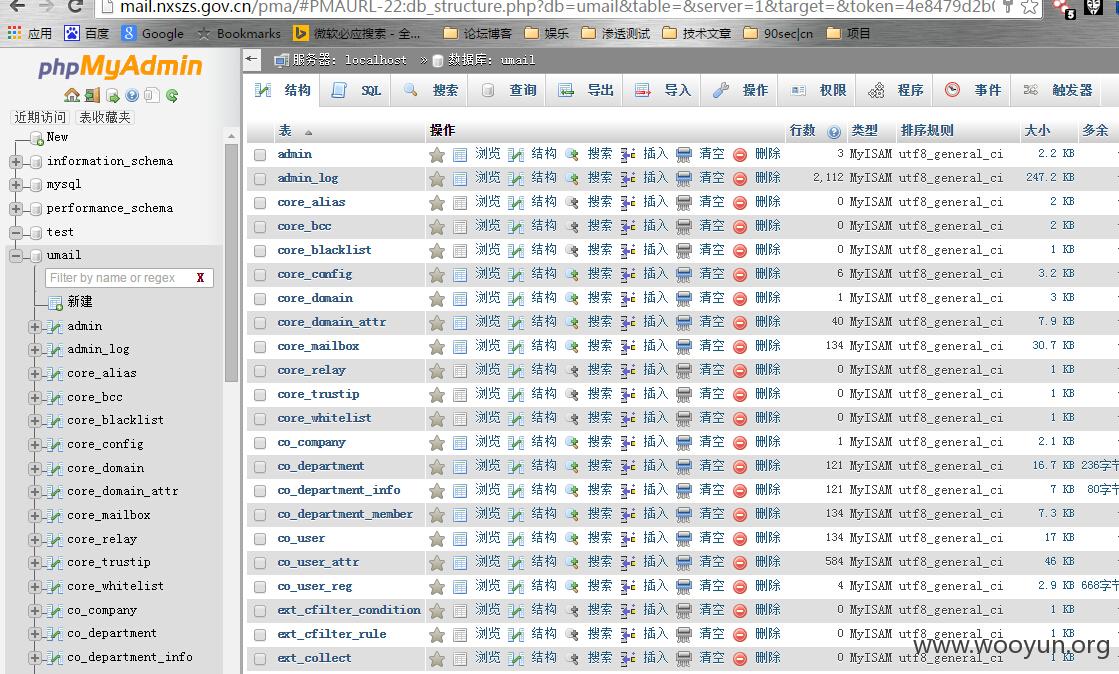 mail.nxszs.gov.cn/pma/#PMAURL-22:db_structure.php?db=umail&table=&server=1&target=&token=4e8479d2b0
5
应用 百度 Google Bookmarks 微软必应搜索 - 全... 论坛博客 娱乐 渗透测试 技术文章 90sec|cn 项目
phpMyAdmin
近期访问 表收藏夹
New
information_schema
mysql
performance_schema
test
umail
Filter by name or regex X
新建
admin
admin_log
core_alias
core_bcc
core_blacklist
core_config
core_domain
core_domain_attr
core_mailbox
core_relay
core_trustip
core_whitelist
co_company
co_department
co_department_info
服务器: localhost » 数据库: umail
结构 SQL 搜索 查询 导出 导入 操作 权限 程序 事件 触发器
表 操作 行数 类型 排序规则 大小 多余
admin 浏览 结构 搜索 插入 清空 删除 3 MyISAM utf8_general_ci 2.2 KB -
admin_log 浏览 结构 搜索 插入 清空 删除 2,112 MyISAM utf8_general_ci 247.2 KB -
core_alias 浏览 结构 搜索 插入 清空 删除 0 MyISAM utf8_general_ci 2 KB -
core_bcc 浏览 结构 搜索 插入 清空 删除 0 MyISAM utf8_general_ci 2 KB -
core_blacklist 浏览 结构 搜索 插入 清空 删除 0 MyISAM utf8_general_ci 1 KB -
core_config 浏览 结构 搜索 插入 清空 删除 6 MyISAM utf8_general_ci 3.2 KB -
core_domain 浏览 结构 搜索 插入 清空 删除 1 MyISAM utf8_general_ci 3 KB -
core_domain_attr 浏览 结构 搜索 插入 清空 删除 40 MyISAM utf8_general_ci 7.9 KB -
core_mailbox 浏览 结构 搜索 插入 清空 删除 134 MyISAM utf8_general_ci 30.7 KB -
core_relay 浏览 结构 搜索 插入 清空 删除 0 MyISAM utf8_general_ci 1 KB -
core_trustip 浏览 结构 搜索 插入 清空 删除 0 MyISAM utf8_general_ci 1 KB -
core_whitelist 浏览 结构 搜索 插入 清空 删除 0 MyISAM utf8_general_ci 1 KB -
co_company 浏览 结构 搜索 插入 清空 删除 1 MyISAM utf8_general_ci 2.1 KB -
co_department 浏览 结构 搜索 插入 清空 删除 121 MyISAM utf8_general_ci 16.7 KB 236字节
co_department_info 浏览 结构 搜索 插入 清空 删除 121 MyISAM utf8_general_ci 7 KB 80字节
co_department_member 浏览 结构 搜索 插入 清空 删除 134 MyISAM utf8_general_ci 7.3 KB -
co_user 浏览 结构 搜索 插入 清空 删除 134 MyISAM utf8_general_ci 17 KB -
co_user_attr 浏览 结构 搜索 插入 清空 删除 584 MyISAM utf8_general_ci 46 KB -
co_user_reg 浏览 结构 搜索 插入 清空 删除 4 MyISAM utf8_general_ci 2.9 KB 668字节
ext_cfilter_condition 浏览 结构 搜索 插入 清空 删除 0 MyISAM utf8_general_ci 1 KB -
ext_cfilter_rule 浏览 结构 搜索 插入 清空 删除 0 MyISAM utf8_general_ci 1 KB
ext_collect 浏览 结构 搜索 插入 清空 删除 0 MyISAM utf8_general_ci 1 KB
www.wooyun.org